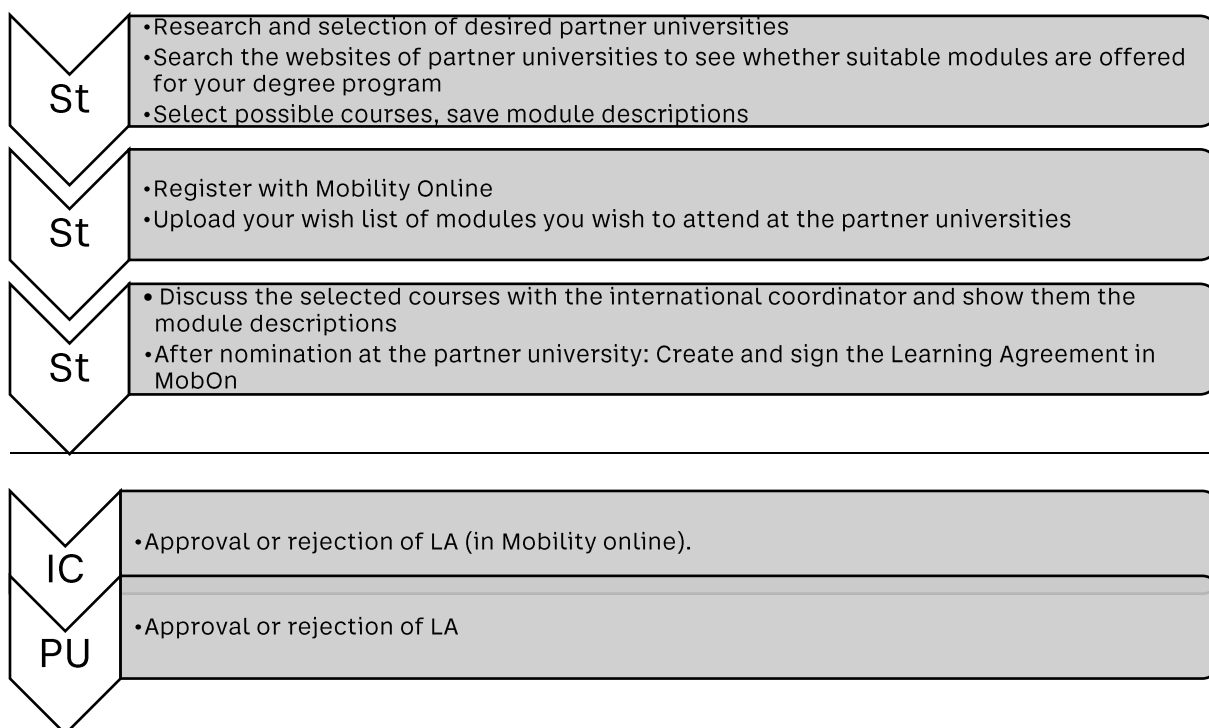 •Research and selection of desired partner universities
•Search the websites of partner universities to see whether suitable modules are offered
for your degree program
St
•Select possible courses, save module descriptions
•Register with Mobility Online
St
•Upload your wish list of modules you wish to attend at the partner universities
• Discuss the selected courses with the international coordinator and show them the
module descriptions
St
•After nomination at the partner university: Create and sign the Learning Agreement in
MobOn
IC
•Approval or rejection of LA (in Mobility online).
PU
•Approval or rejection of LA